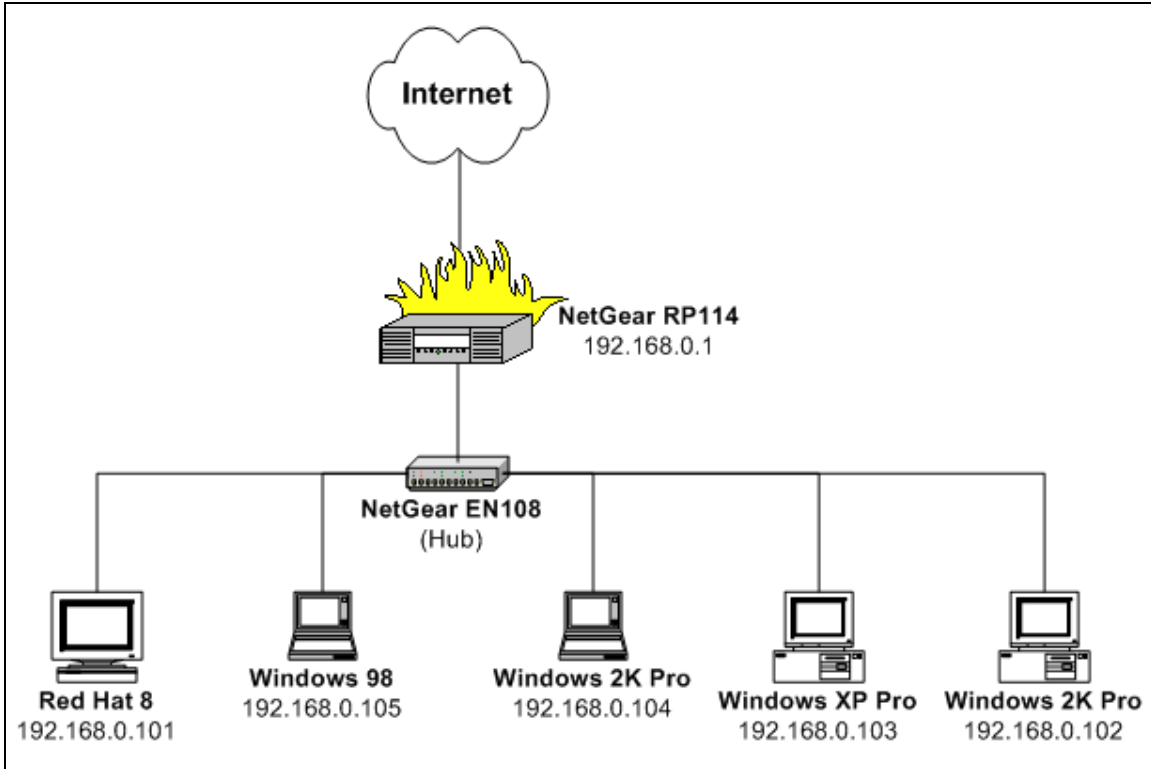 Internet
NetGear RP114
192.168.0.1
NetGear EN108
(Hub)
Red Hat 8
192.168.0.101
Windows 98
192.168.0.105
Windows 2K Pro
192.168.0.104
Windows XP Pro
192.168.0.103
Windows 2K Pro
192.168.0.102